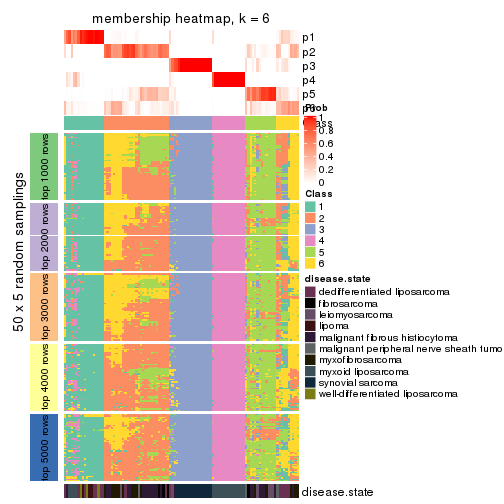 membership heatmap, k = 6
p1
p2
p3
p4
p5
p6
Class
50 x 5 random samplings
top 1000 rows
top 2000 rows
top 3000 rows
top 4000 rows
top 5000 rows
disease.state
Prob
1
0.8
0.6
0.4
0.2
0
Class
1
2
3
4
5
6
disease.state
dedifferentiated liposarcoma
fibrosarcoma
leiomyosarcoma
lipoma
malignant fibrous histiocytoma
malignant peripheral nerve sheath tumo
myxofibrosarcoma
myxoid liposarcoma
synovial sarcoma
well-differentiated liposarcoma